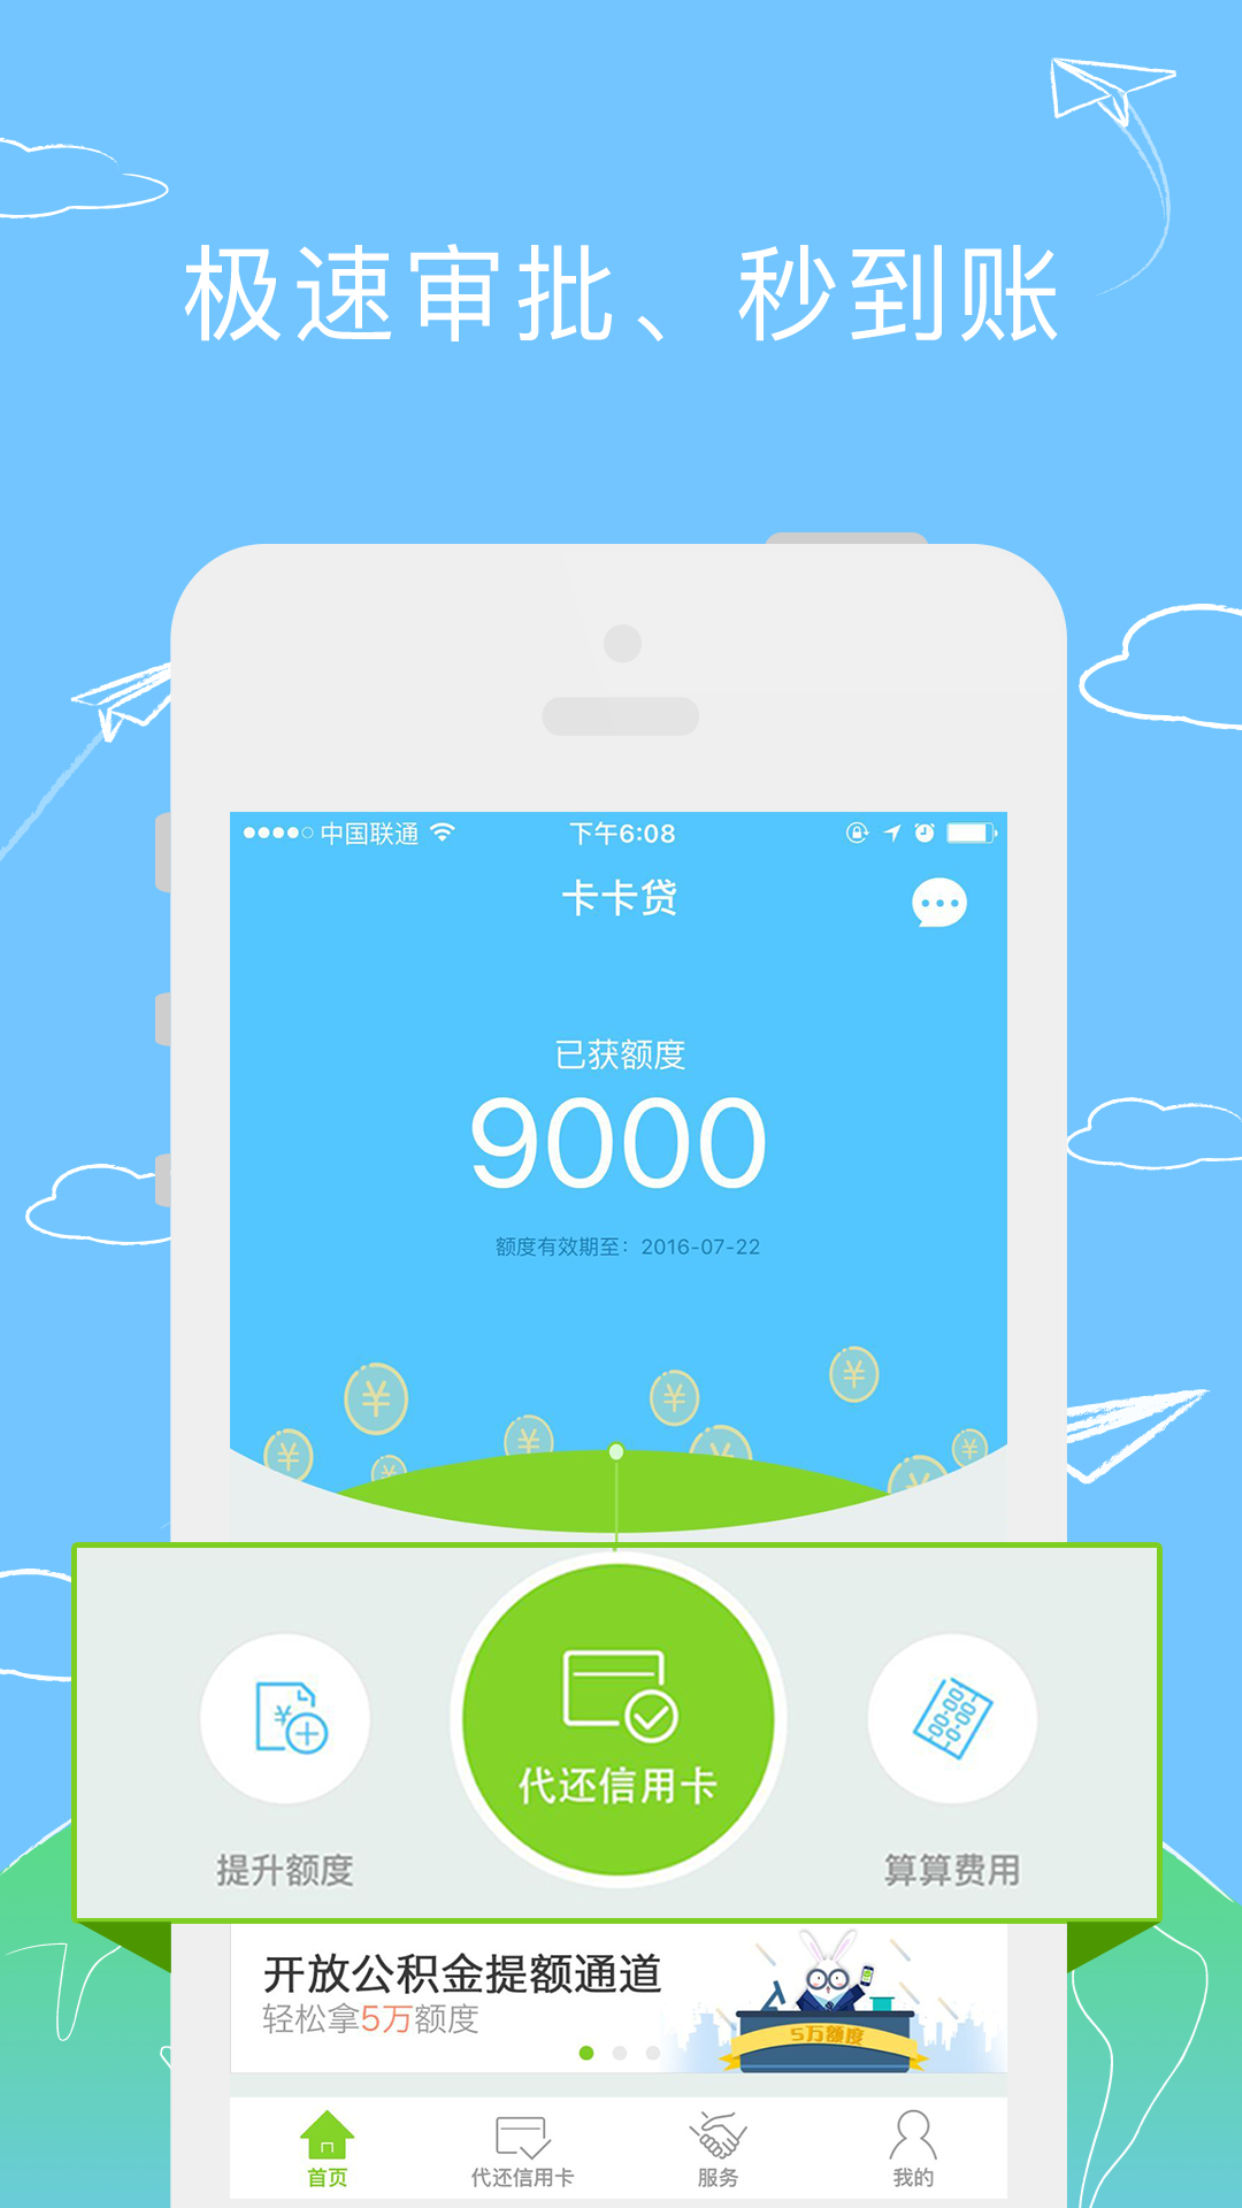 极速审批、秒到账
中国联通 下午6:08
卡卡贷
已获额度
9000
额度有效期至：2016-07-22
代还信用卡
提升额度
算算费用
开放公积金提额通道
轻松拿5万额度
5万额度
首页 代还信用卡 服务 我的